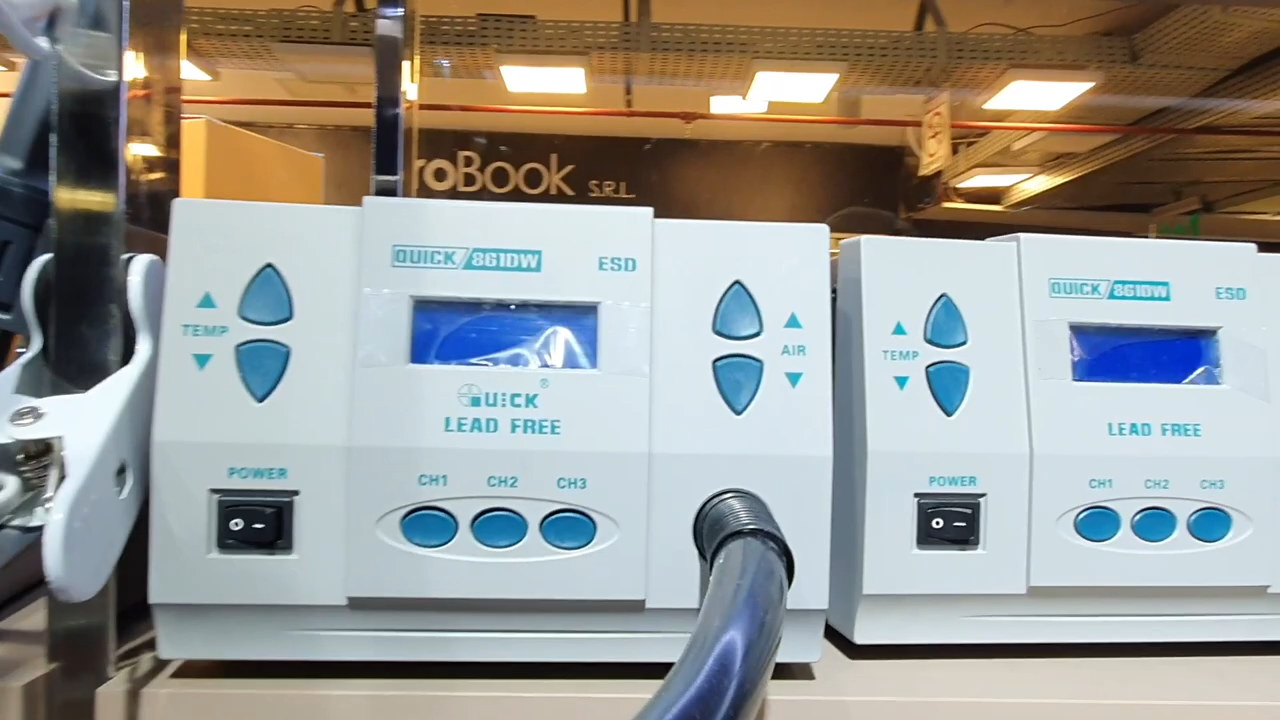 roBook S.R.L.
QUICK/861DW ESD
TEMP
AIR
QUICK®
LEAD FREE
POWER
CH1 CH2 CH3
QUICK/861DW ESD
TEMP
LEAD FREE
POWER
CH1 CH2 CH3